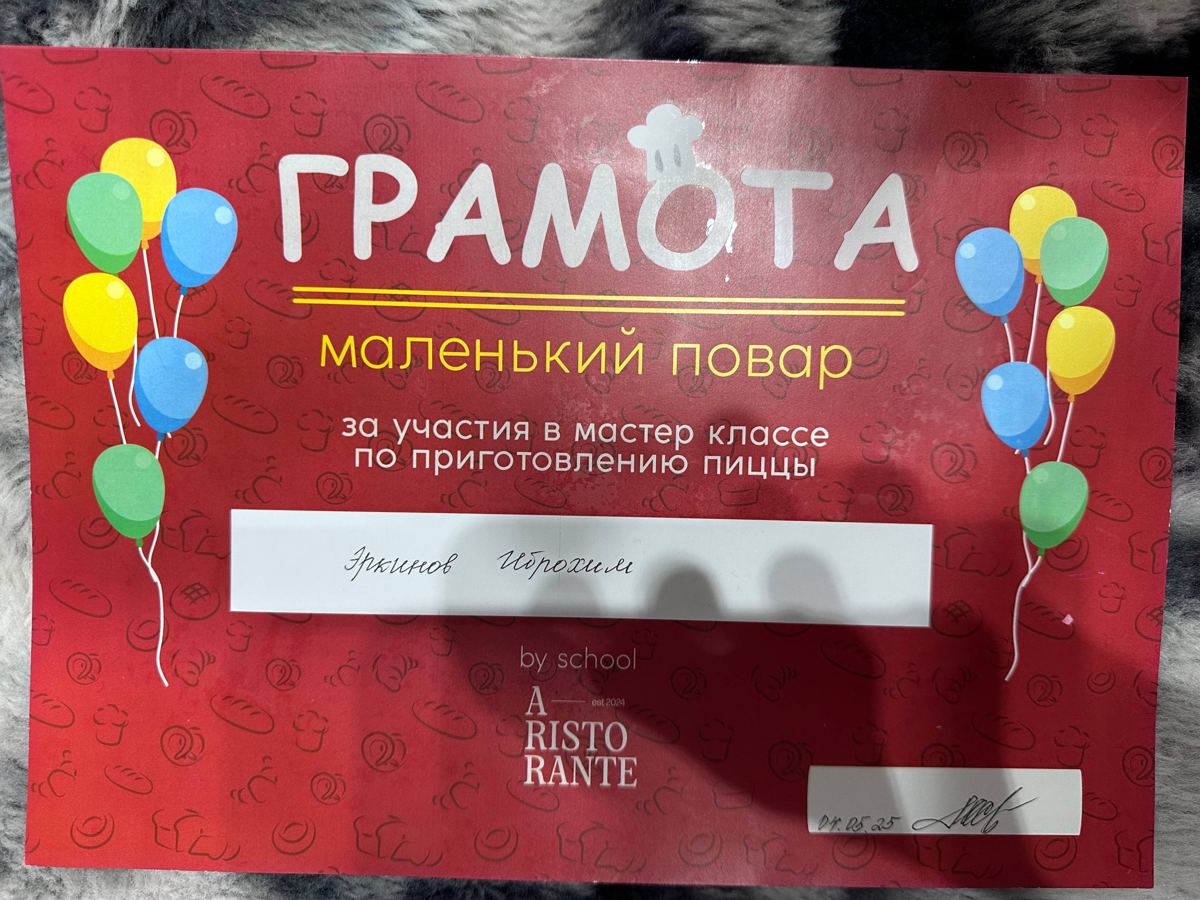 ГРАМОТА
маленький повар
за участия в мастер классе
по приготовлению пиццы
Эркинов Иброхим
by school
A
est 2024
RISTO
RANTE
04.05.25